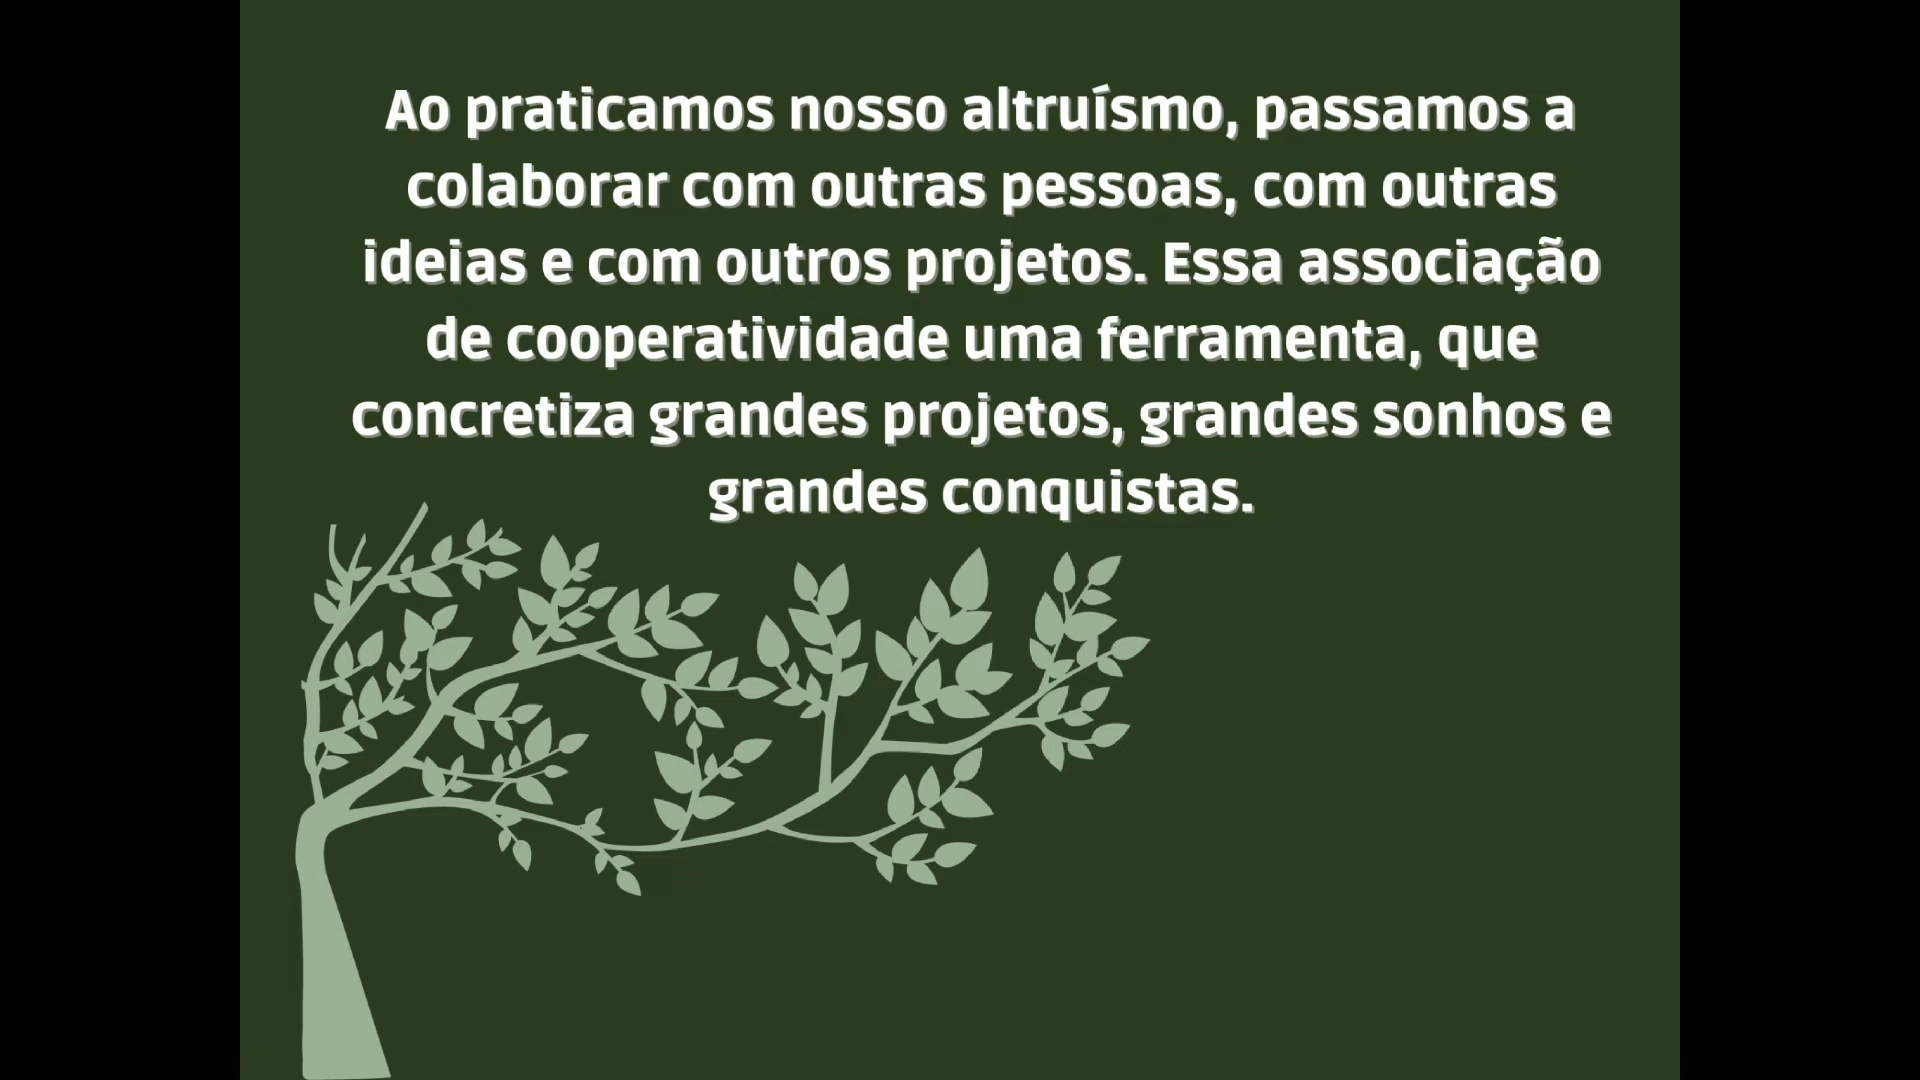 Ao praticamos nosso altruísmo, passamos a
colaborar com outras pessoas, com outras
ideias e com outros projetos. Essa associação
de cooperatividade uma ferramenta, que
concretiza grandes projetos, grandes sonhos e
grandes conquistas.